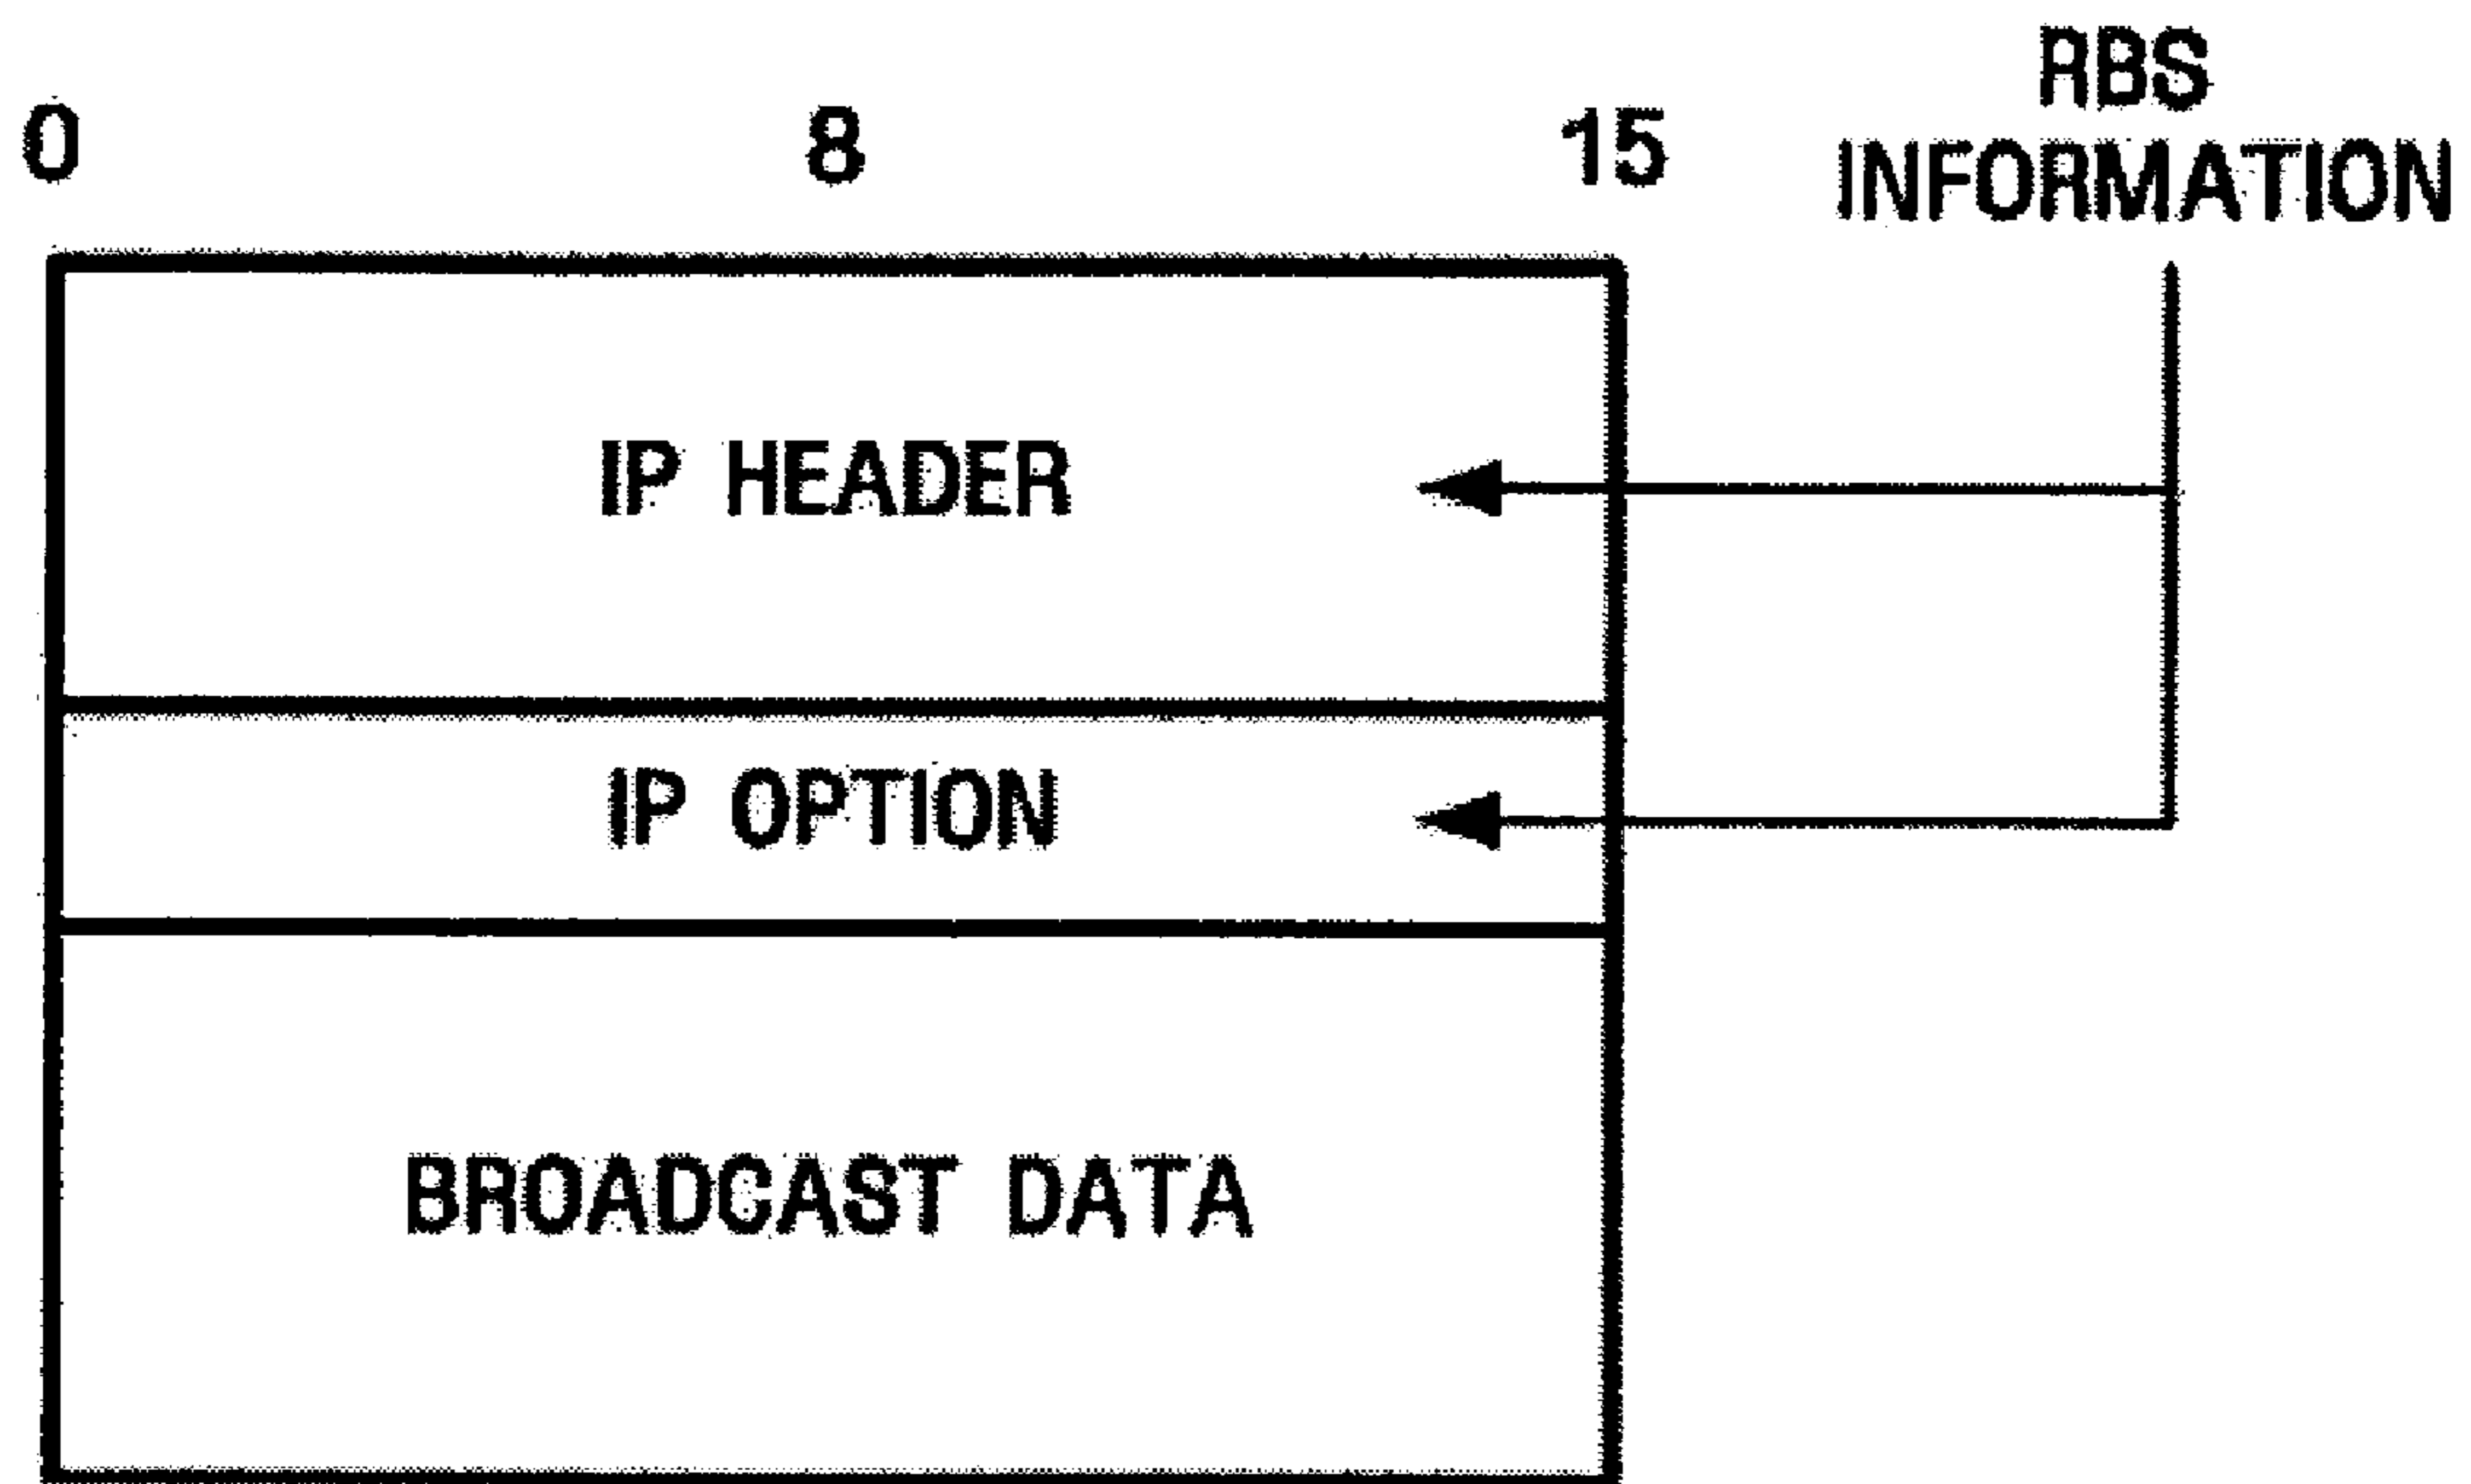 0 8 15
RBS
INFORMATION
IP HEADER
IP OPTION
BROADCAST DATA